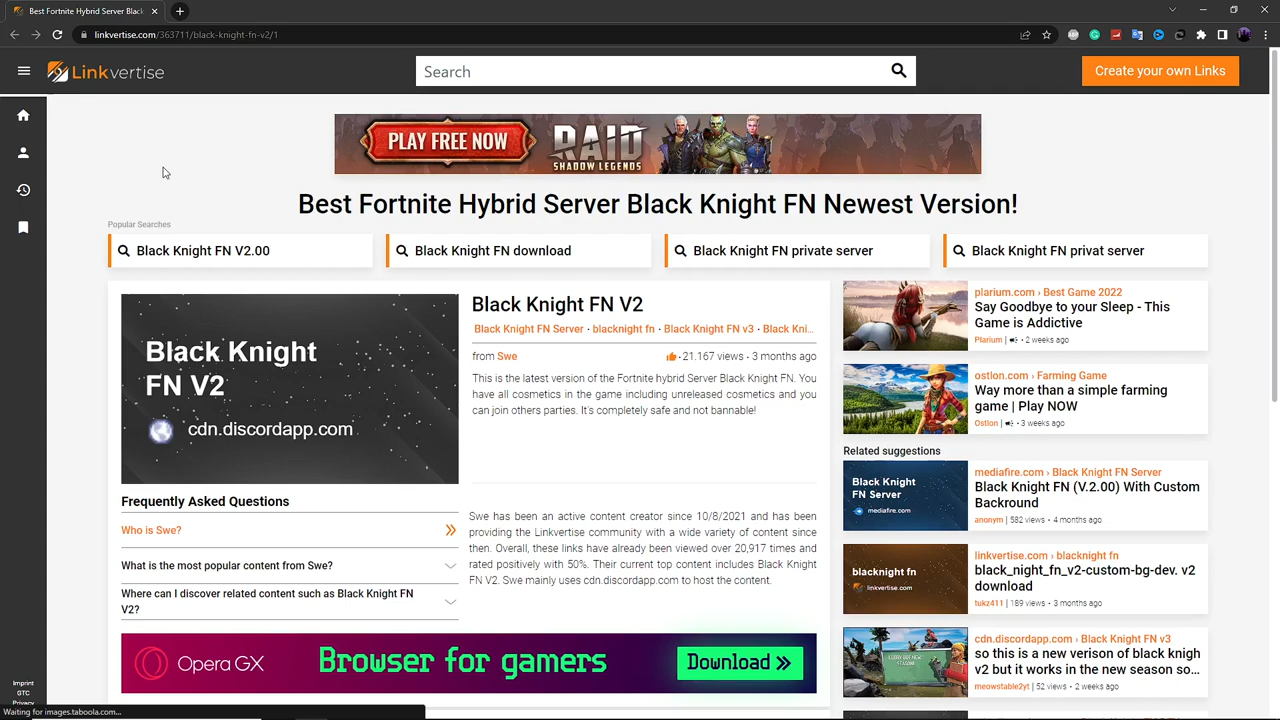 Best Fortnite Hybrid Server Black
linkvertise.com/363711/black-knight-fn-v2/1
Linkvertise
Search
Create your own Links
PLAY FREE NOW
RAID
SHADOW LEGENDS
Best Fortnite Hybrid Server Black Knight FN Newest Version!
Popular Searches
Black Knight FN V2.00
Black Knight FN download
Black Knight FN private server
Black Knight FN privat server
Black Knight
FN V2
cdn.discordapp.com
Black Knight FN V2
Black Knight FN Server · blacknight fn · Black Knight FN v3 · Black Kni...
from Swe
21.167 views · 3 months ago
This is the latest version of the Fortnite hybrid Server Black Knight FN. You
have all cosmetics in the game including unreleased cosmetics and you
can join others parties. It's completely safe and not bannable!
Frequently Asked Questions
Who is Swe?
What is the most popular content from Swe?
Where can I discover related content such as Black Knight FN
V2?
Swe has been an active content creator since 10/8/2021 and has been
providing the Linkvertise community with a wide variety of content since
then. Overall, these links have already been viewed over 20,917 times and
rated positively with 50%. Their current top content includes Black Knight
FN V2. Swe mainly uses cdn.discordapp.com to host the content.
Opera GX
Browser for gamers
Download
plarium.com › Best Game 2022
Say Goodbye to your Sleep - This
Game is Addictive
Plarium | · 2 weeks ago
ostlon.com › Farming Game
Way more than a simple farming
game | Play NOW
Ostlon | · 3 weeks ago
Related suggestions
Black Knight
FN Server
mediafire.com
mediafire.com › Black Knight FN Server
Black Knight FN (V.2.00) With Custom
Backround
anonym | 582 views · 4 months ago
blacknight fn
linkvertise.com
linkvertise.com › blacknight fn
black_night_fn_v2-custom-bg-dev. v2
download
tukz411 | 189 views · 3 months ago
cdn.discordapp.com › Black Knight FN v3
so this is a new verison of black knigh
v2 but it works in the new season so...
meowstable2yt | 52 views · 2 weeks ago
Imprint
GTC
Privacy
Waiting for images.taboola.com...